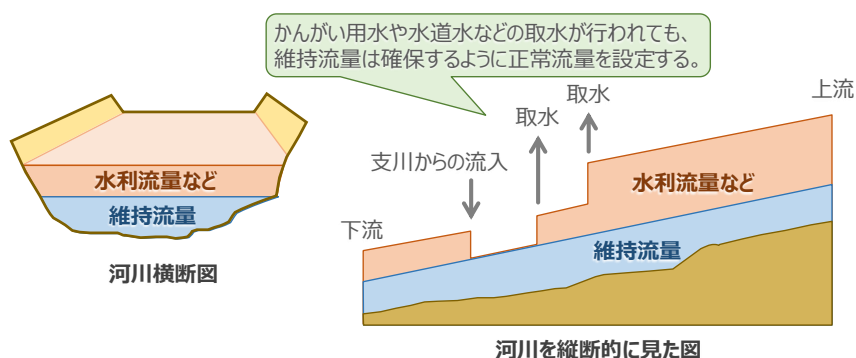 かんがい用水や水道水などの取水が行われても、
維持流量は確保するように正常流量を設定する。
上流
取水
取水
支川からの流入
水利流量など
水利流量など
維持流量
下流
維持流量
河川横断図
河川を縦断的に見た図